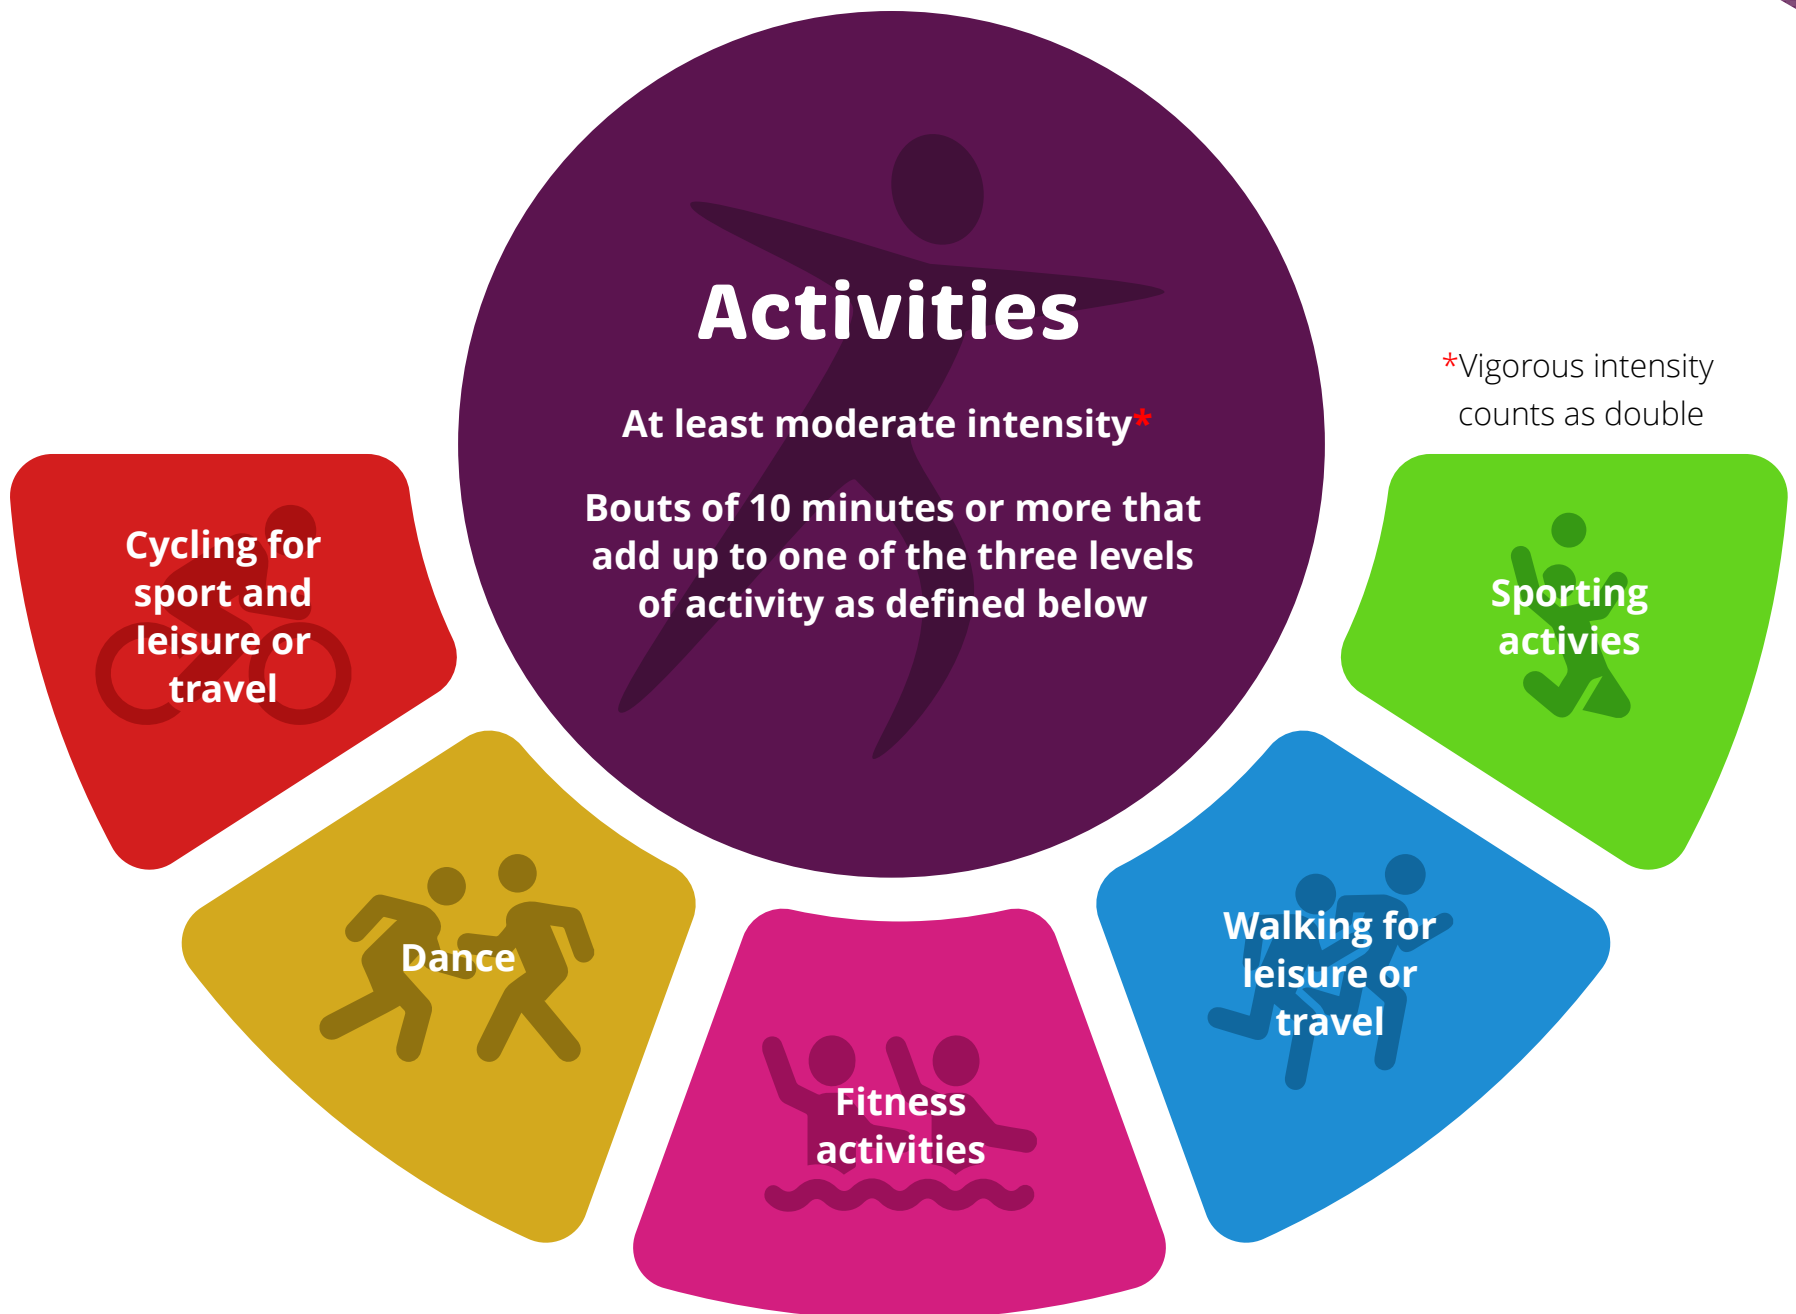 Activities
At least moderate intensity*
Bouts of 10 minutes or more that
add up to one of the three levels
of activity as defined below
*Vigorous intensity
counts as double
Cycling for
sport and
leisure or
travel
Dance
Fitness
activities
Walking for
leisure or
travel
Sporting
activies